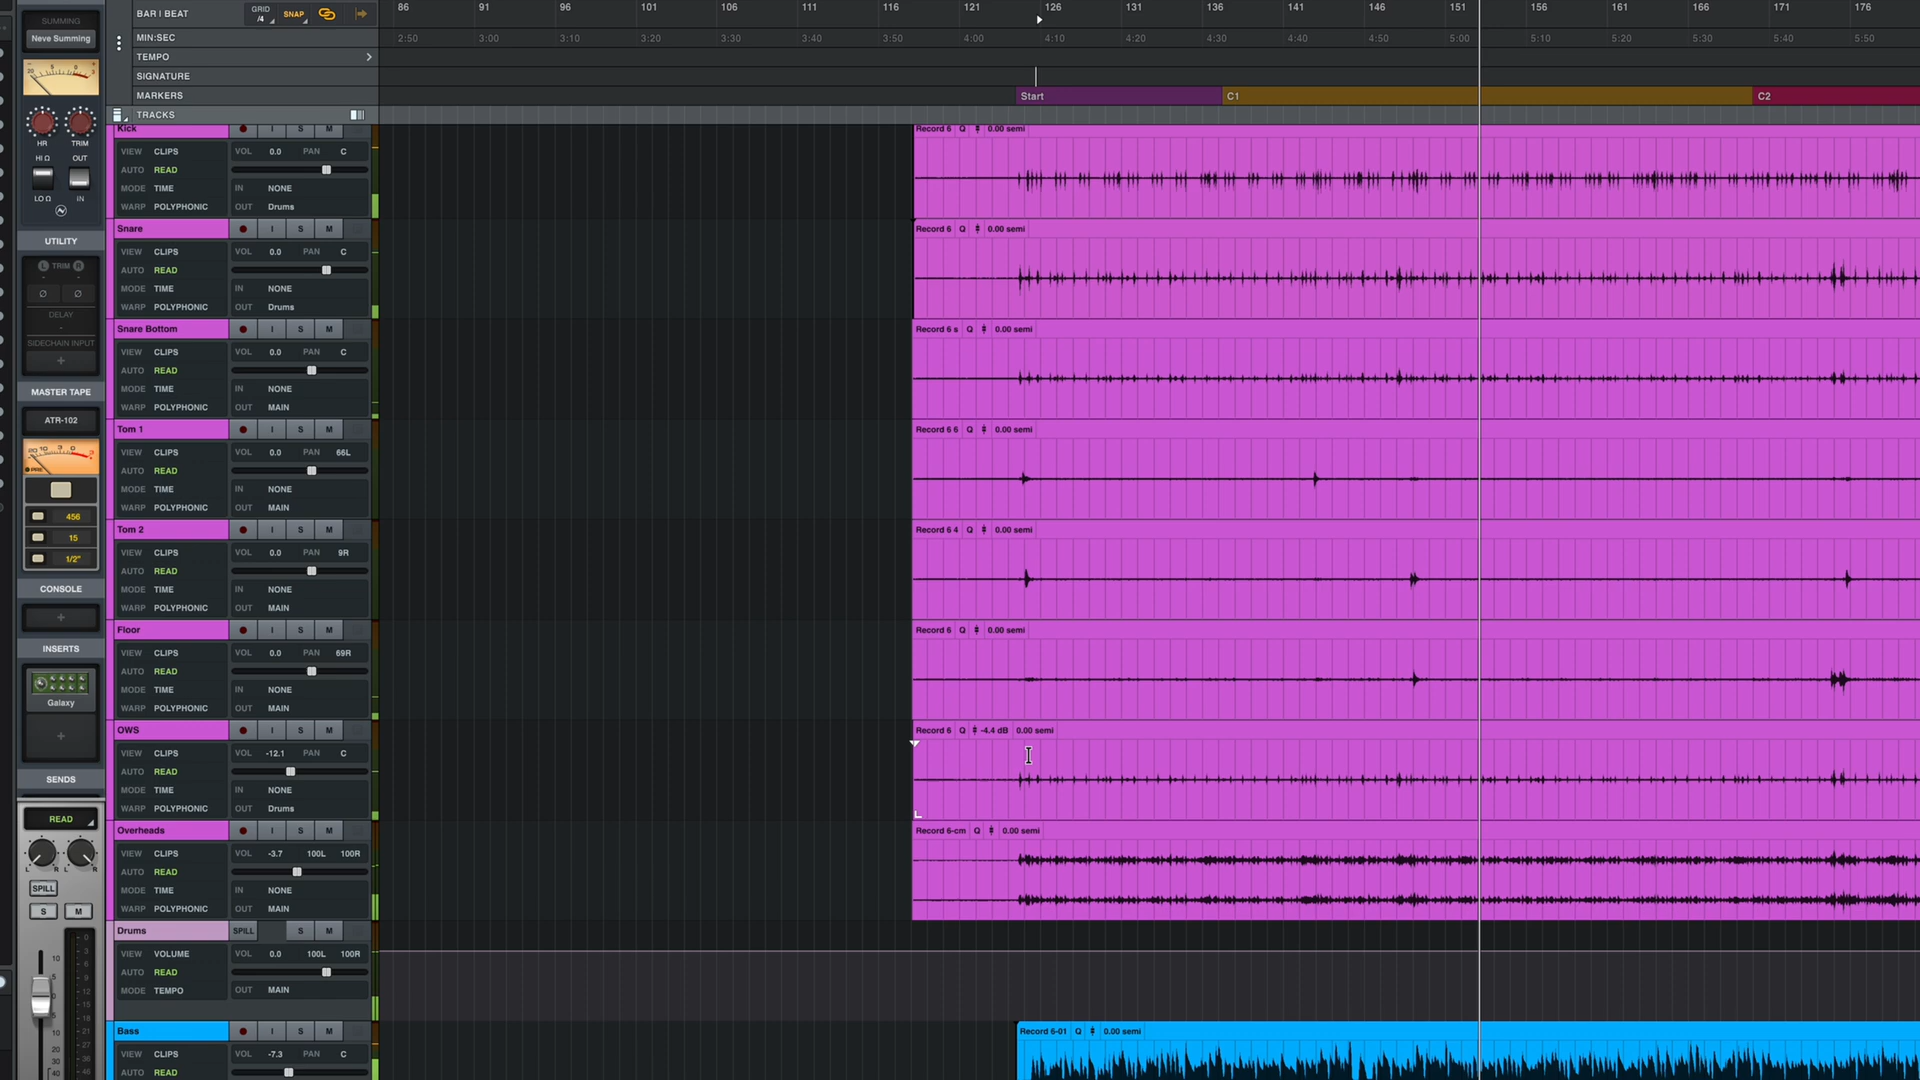 SUMMING
Neve Summing
HR TRIM
HI Ω OUT
LO Ω IN
UTILITY
L TRIM R
DELAY
SIDECHAIN INPUT
MASTER TAPE
ATR-102
PRE
456
15
1/2"
CONSOLE
INSERTS
Galaxy
SENDS
READ
L R L R
SPILL
S M
BAR | BEAT GRID /4 SNAP
86 91 96 101 106 111 116 121 126 131 136 141 146 151 156 161 166 171 176
MIN:SEC 2:50 3:00 3:10 3:20 3:30 3:40 3:50 4:00 4:10 4:20 4:30 4:40 4:50 5:00 5:10 5:20 5:30 5:40 5:50
TEMPO
SIGNATURE
MARKERS Start C1 C2
TRACKS
Kick I S M Record 6 Q 0.00 semi
VIEW CLIPS VOL 0.0 PAN C
AUTO READ
MODE TIME IN NONE
WARP POLYPHONIC OUT Drums
Snare I S M Record 6 Q 0.00 semi
VIEW CLIPS VOL 0.0 PAN C
AUTO READ
MODE TIME IN NONE
WARP POLYPHONIC OUT Drums
Snare Bottom I S M Record 6 s Q 0.00 semi
VIEW CLIPS VOL 0.0 PAN C
AUTO READ
MODE TIME IN NONE
WARP POLYPHONIC OUT MAIN
Tom 1 I S M Record 6 6 Q 0.00 semi
VIEW CLIPS VOL 0.0 PAN 66L
AUTO READ
MODE TIME IN NONE
WARP POLYPHONIC OUT MAIN
Tom 2 I S M Record 6 4 Q 0.00 semi
VIEW CLIPS VOL 0.0 PAN 9R
AUTO READ
MODE TIME IN NONE
WARP POLYPHONIC OUT MAIN
Floor I S M Record 6 Q 0.00 semi
VIEW CLIPS VOL 0.0 PAN 69R
AUTO READ
MODE TIME IN NONE
WARP POLYPHONIC OUT MAIN
OWS I S M Record 6 Q -4.4 dB 0.00 semi
VIEW CLIPS VOL -12.1 PAN C
AUTO READ
MODE TIME IN NONE
WARP POLYPHONIC OUT Drums
Overheads I S M Record 6-cm Q 0.00 semi
VIEW CLIPS VOL -3.7 100L 100R
AUTO READ
MODE TIME IN NONE
WARP POLYPHONIC OUT MAIN
Drums SPILL S M
VIEW VOLUME VOL 0.0 100L 100R
AUTO READ
MODE TEMPO OUT MAIN
Bass I S M Record 6-01 Q 0.00 semi
VIEW CLIPS VOL -7.3 PAN C
AUTO READ